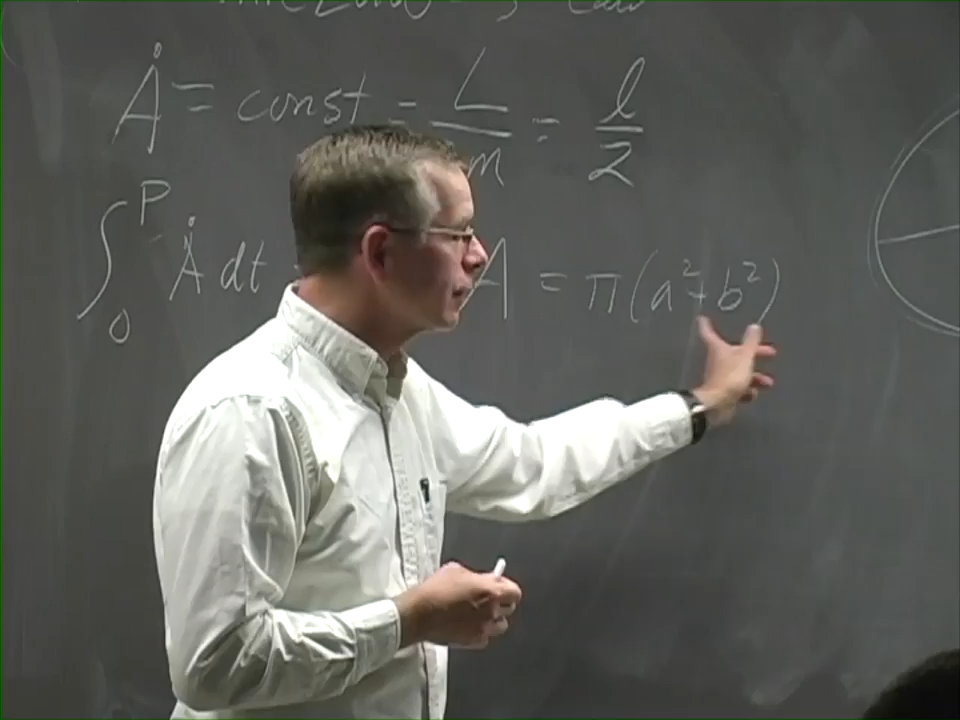 Ȧ = const = L/m = l/2
∫₀ᴾ Ȧ dt A = π(a² + b²)